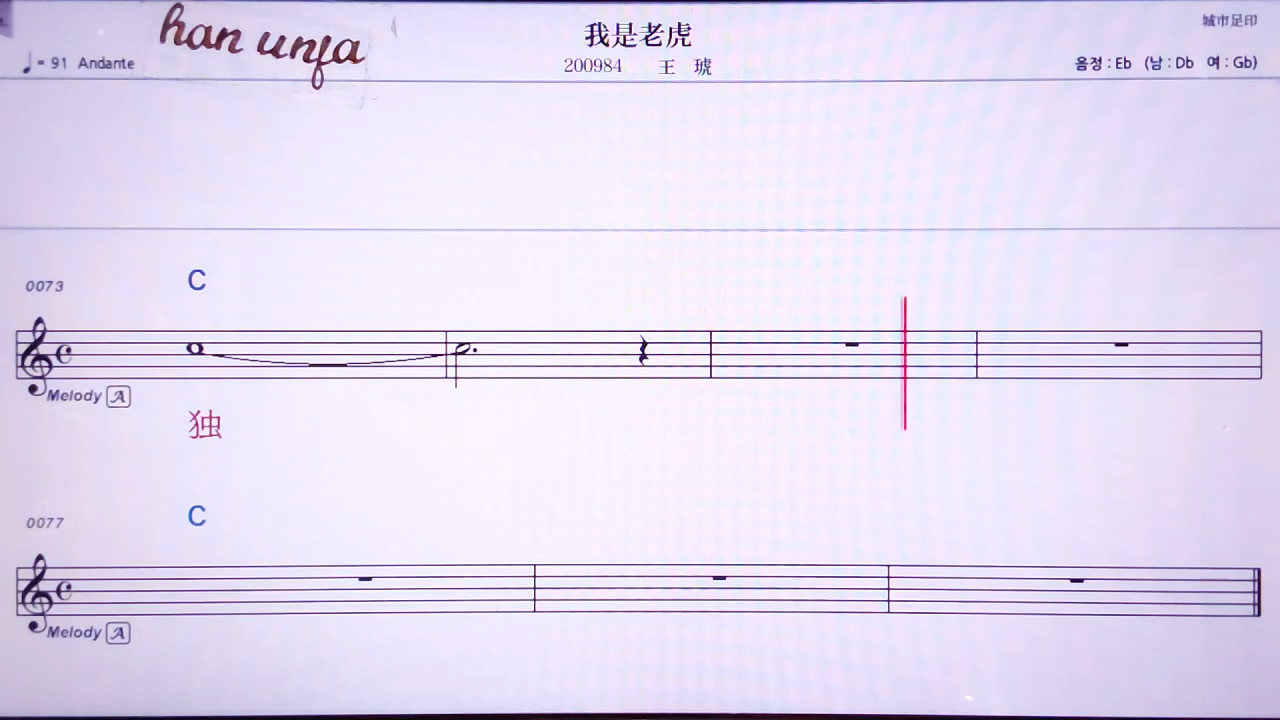 han unfa
我是老虎
城市足印
♩= 91 Andante
200984 王 琥
음정 : Eb (남 : Db 여 : Gb)
0073
C
Melody A
独
0077
C
Melody A